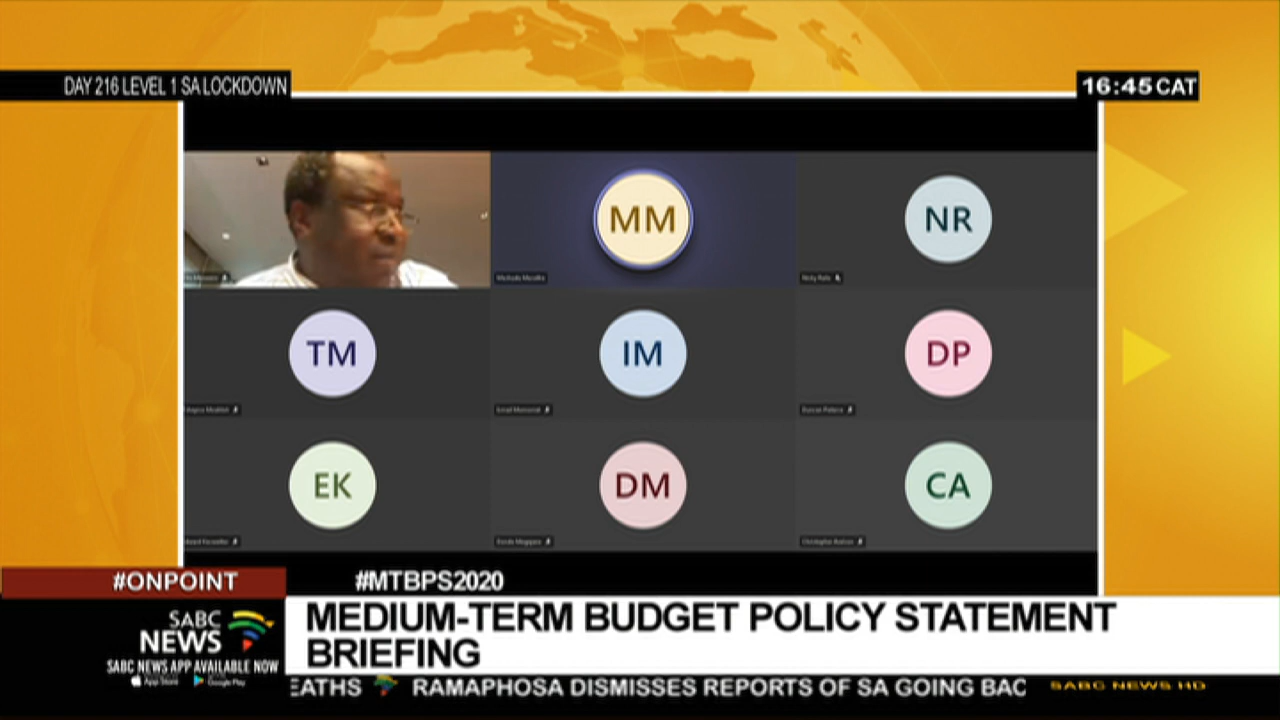 DAY 216 LEVEL 1 SA LOCKDOWN
16:45 CAT
MM
NR
TM
IM
DP
EK
DM
CA
#ONPOINT
#MTBPS2020
SABC
NEWS
SABC NEWS APP AVAILABLE NOW
App Store
Google Play
MEDIUM-TERM BUDGET POLICY STATEMENT
BRIEFING
EATHS RAMAPHOSA DISMISSES REPORTS OF SA GOING BAC
SABC NEWS HD